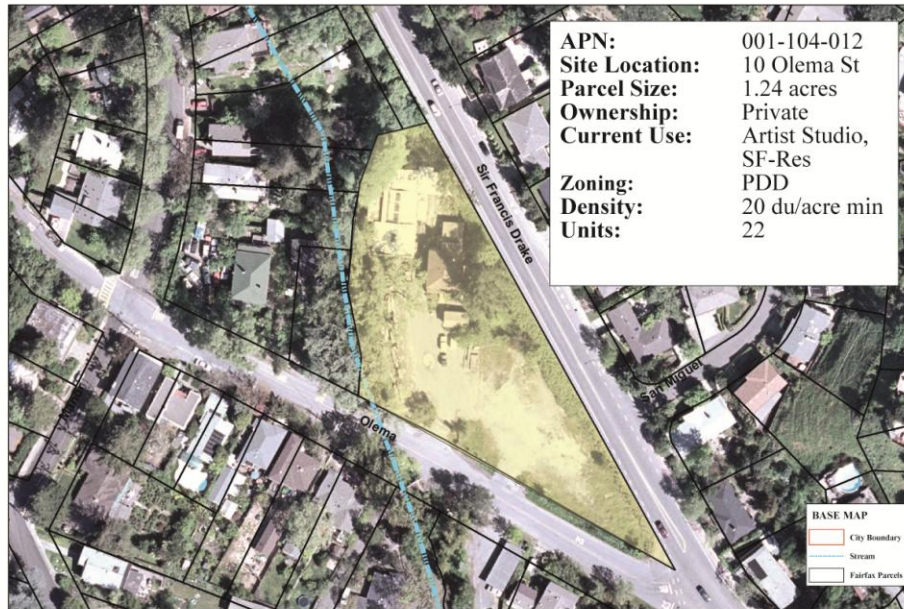 APN: 001-104-012
Site Location: 10 Olema St
Parcel Size: 1.24 acres
Ownership: Private
Current Use: Artist Studio,
SF-Res
Zoning: PDD
Density: 20 du/acre min
Units: 22
Sir Francis Drake
San Miguel
Olema
BASE MAP
City Boundary
Stream
Fairfax Parcels